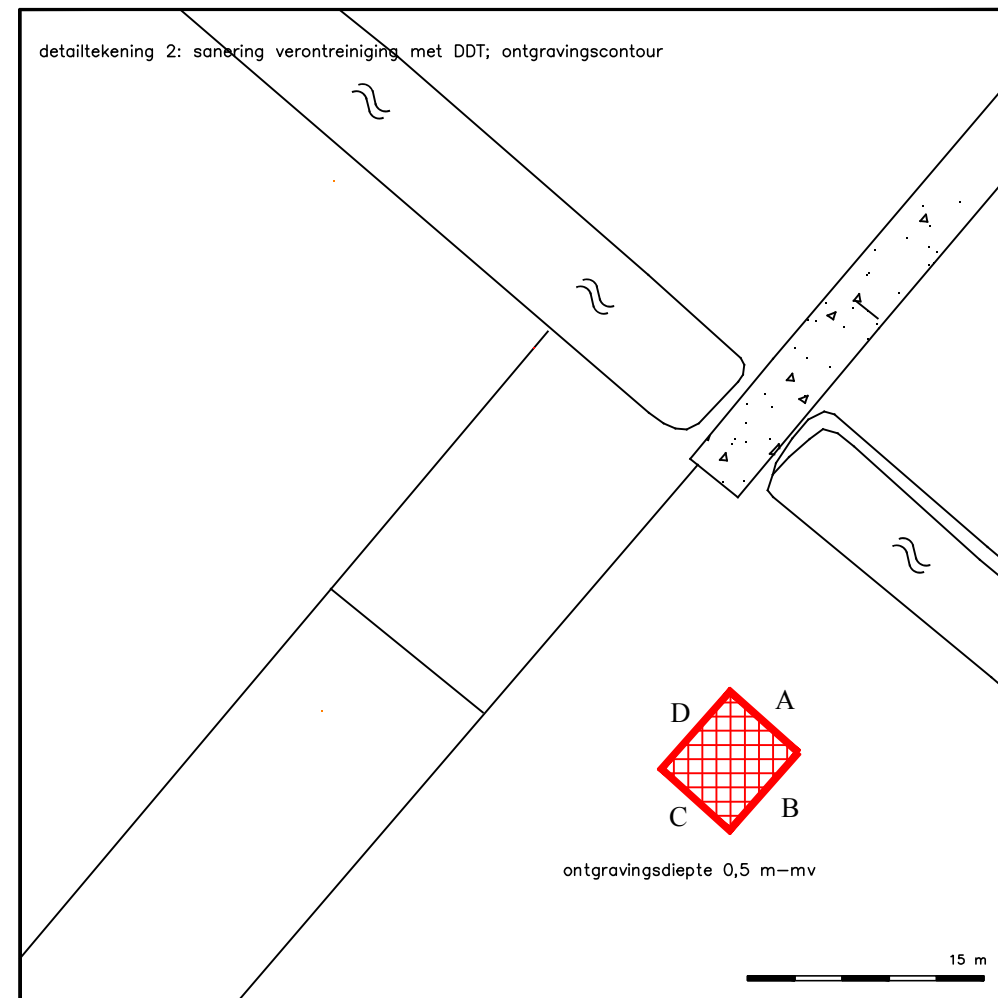 detailtekening 2: sanering verontreiniging met DDT; ontgravingscontour
D
A
C
B
ontgravingsdiepte 0,5 m-mv
15 m